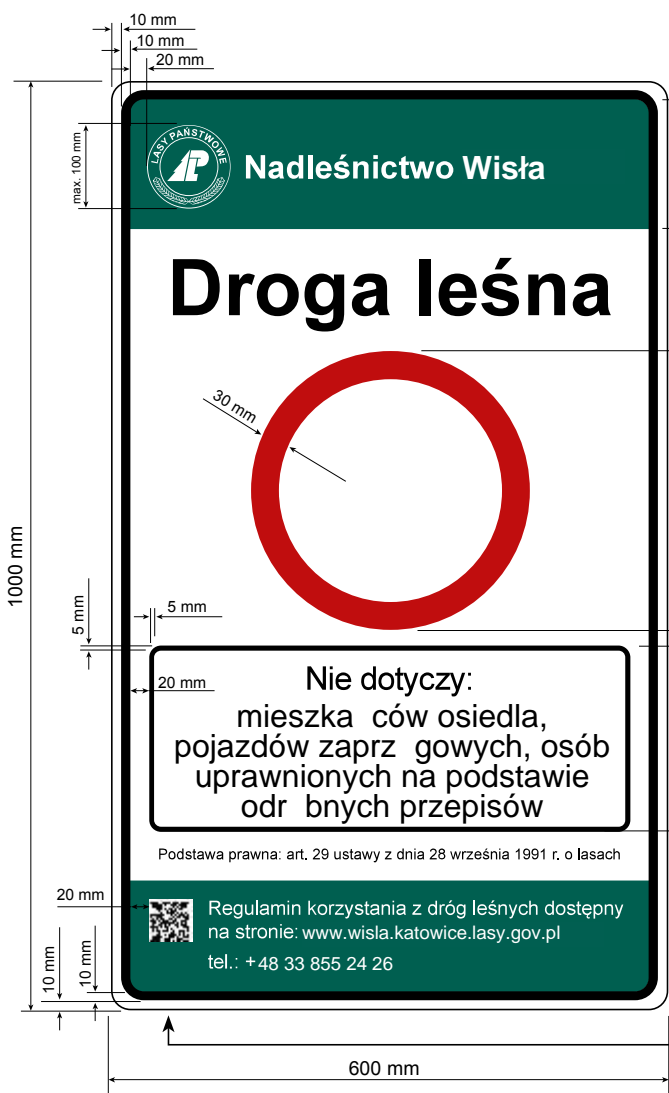 10 mm
10 mm
20 mm
max. 100 mm
LASY PAŃSTWOWE
LP
Nadleśnictwo Wisła
Droga leśna
30 mm
1000 mm
5 mm
5 mm
20 mm
Nie dotyczy:
mieszka ców osiedla,
pojazdów zaprz gowych, osób
uprawnionych na podstawie
odr bnych przepisów
Podstawa prawna: art. 29 ustawy z dnia 28 września 1991 r. o lasach
20 mm
Regulamin korzystania z dróg leśnych dostępny
na stronie: www.wisla.katowice.lasy.gov.pl
tel.: +48 33 855 24 26
10 mm
10 mm
600 mm